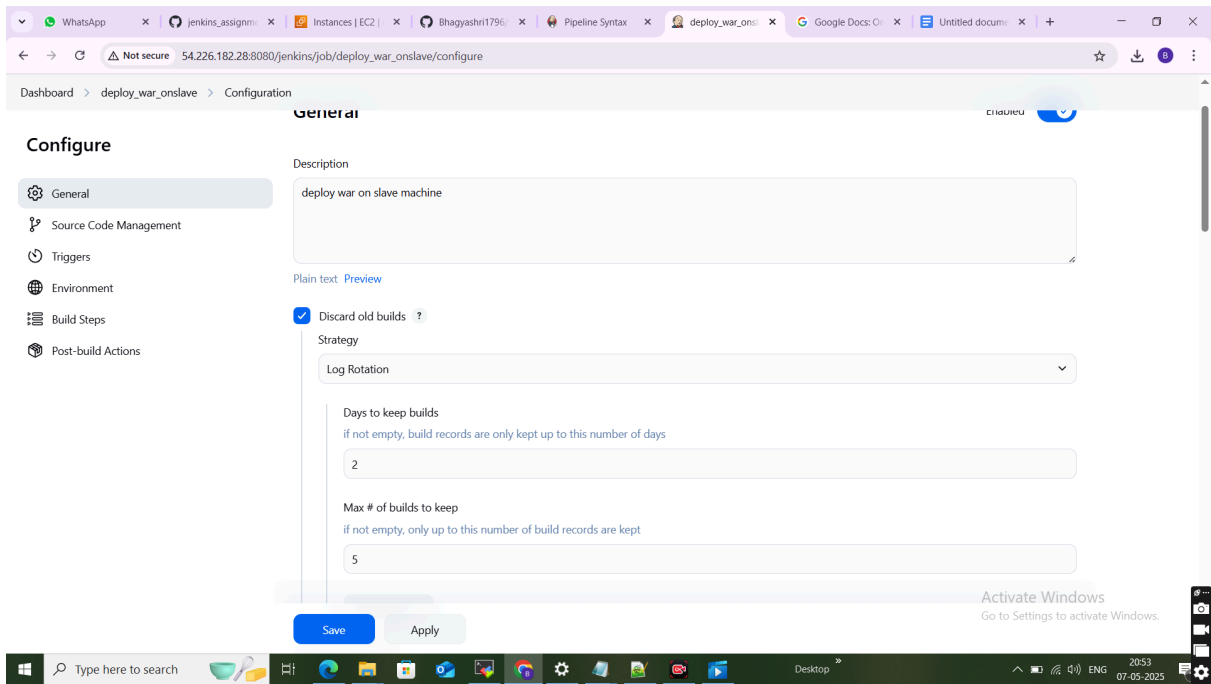 WhatsApp
jenkins_assignme
Instances | EC2 |
Bhagyashri1796/
Pipeline Syntax
deploy_war_onsl
Google Docs: O
Untitled docume
Not secure 54.226.182.28:8080/jenkins/job/deploy_war_onslave/configure
B
Dashboard > deploy_war_onslave > Configuration
Configure
General
Source Code Management
Triggers
Environment
Build Steps
Post-build Actions
General
Enabled
Description
deploy war on slave machine
Plain text Preview
Discard old builds ?
Strategy
Log Rotation
Days to keep builds
if not empty, build records are only kept up to this number of days
2
Max # of builds to keep
if not empty, only up to this number of build records are kept
5
Save
Apply
Activate Windows
Go to Settings to activate Windows.
Type here to search
Desktop
ENG
20:53
07-05-2025